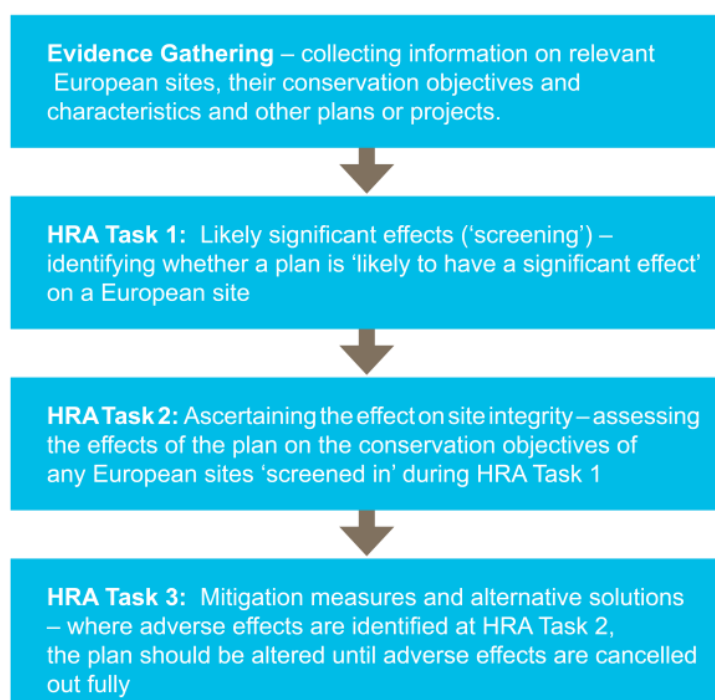 Evidence Gathering – collecting information on relevant
European sites, their conservation objectives and
characteristics and other plans or projects.
HRA Task 1: Likely significant effects (‘screening’) –
identifying whether a plan is ‘likely to have a significant effect’
on a European site
HRA Task 2: Ascertaining the effect on site integrity – assessing
the effects of the plan on the conservation objectives of
any European sites ‘screened in’ during HRA Task 1
HRA Task 3: Mitigation measures and alternative solutions
– where adverse effects are identified at HRA Task 2,
the plan should be altered until adverse effects are cancelled
out fully